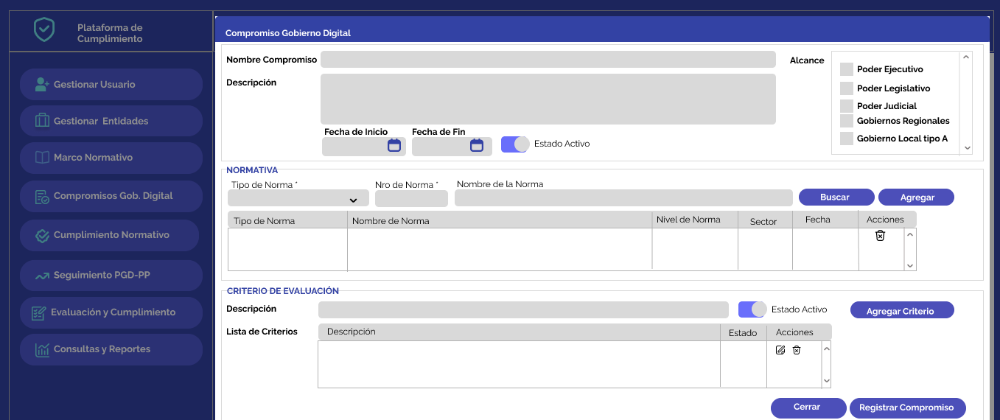 Plataforma de
Cumplimiento
Gestionar Usuario
Gestionar Entidades
Marco Normativo
Compromisos Gob. Digital
Cumplimiento Normativo
Seguimiento PGD-PP
Evaluación y Cumplimiento
Consultas y Reportes
Compromiso Gobierno Digital
Nombre Compromiso
Alcance
Poder Ejecutivo
Poder Legislativo
Poder Judicial
Gobiernos Regionales
Gobierno Local tipo A
Descripción
Fecha de Inicio Fecha de Fin
Estado Activo
NORMATIVA
Tipo de Norma * Nro de Norma * Nombre de la Norma
Buscar Agregar
Tipo de Norma Nombre de Norma Nivel de Norma Sector Fecha Acciones
CRITERIO DE EVALUACIÓN
Descripción Estado Activo Agregar Criterio
Lista de Criterios Descripción Estado Acciones
Cerrar Registrar Compromiso